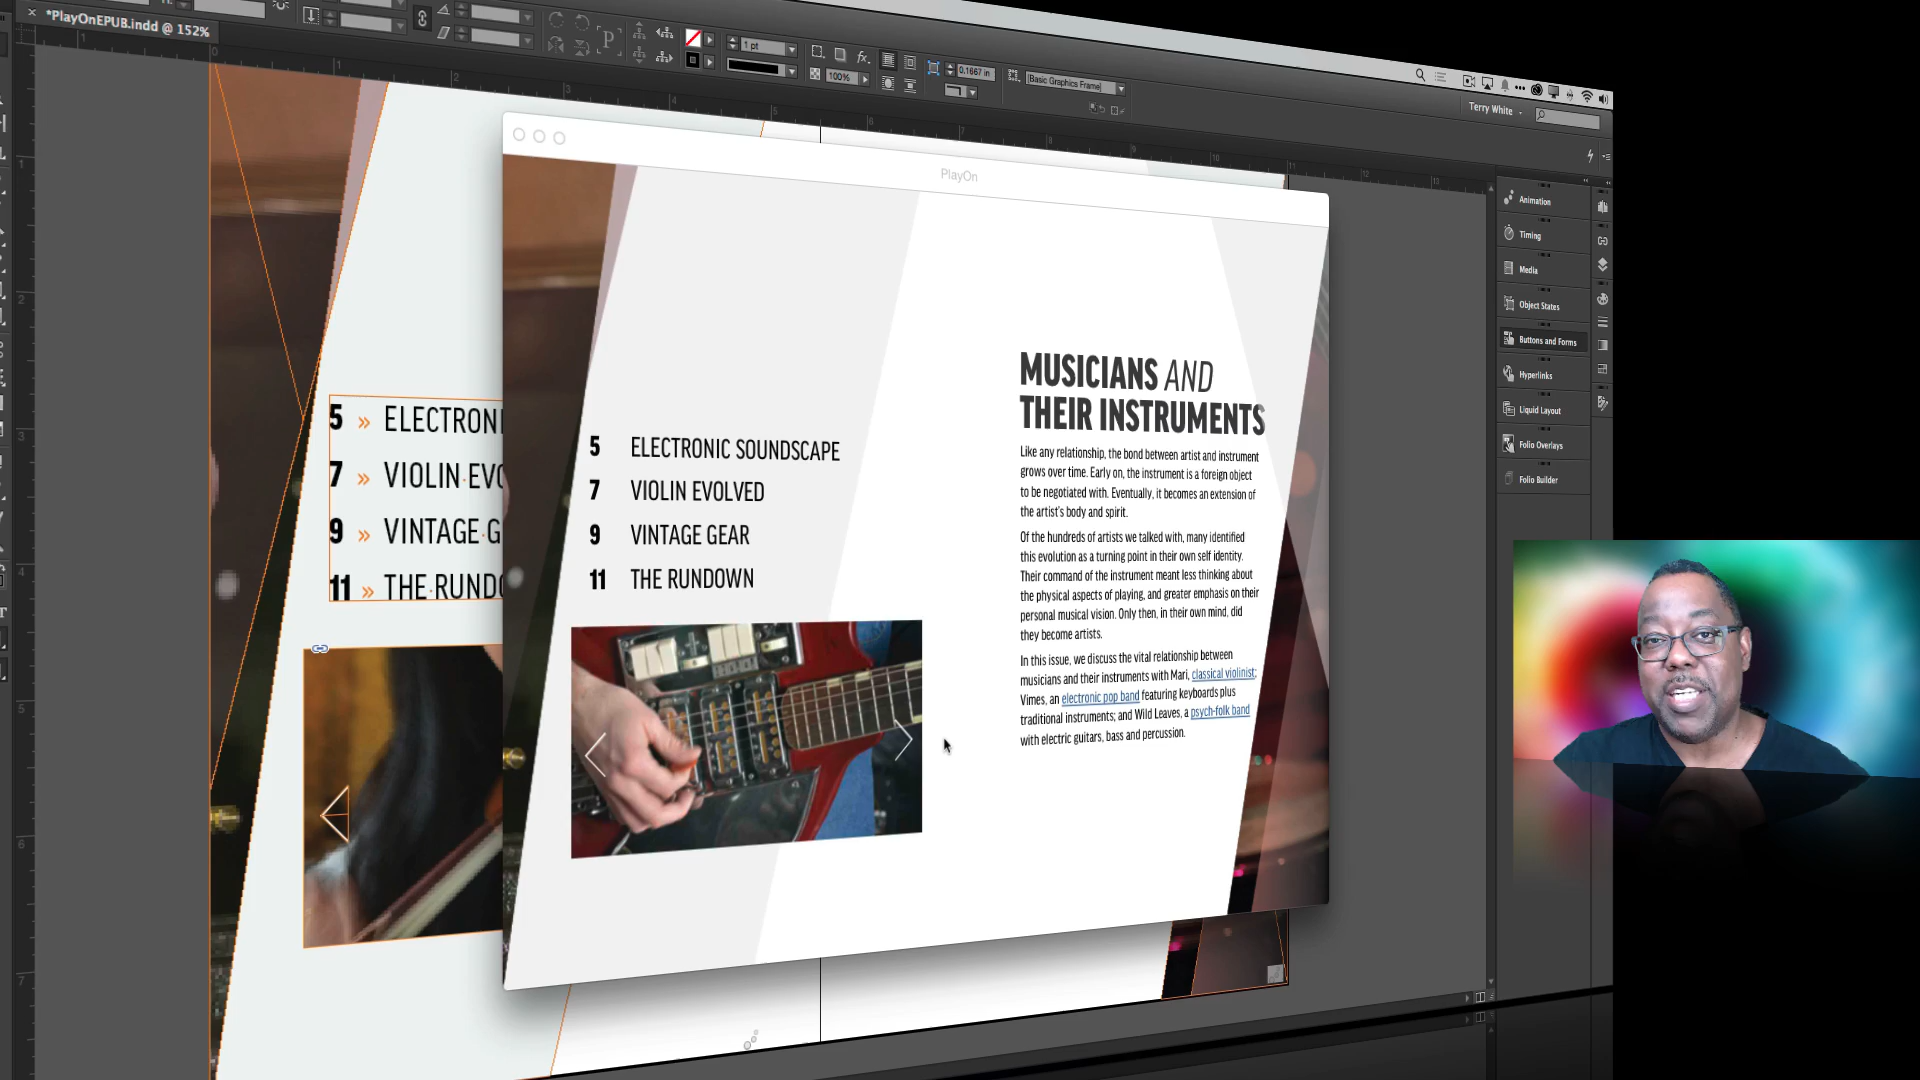 *PlayOnEPUB.indd @ 152%
1 pt
100%
fx.
0.1667 in
[Basic Graphics Frame]
Terry White
PlayOn
5 » ELECTRONI
7 » VIOLIN EVO
9 » VINTAGE G
11 » THE RUNDO
5 ELECTRONIC SOUNDSCAPE
7 VIOLIN EVOLVED
9 VINTAGE GEAR
11 THE RUNDOWN
MUSICIANS AND
THEIR INSTRUMENTS
Like any relationship, the bond between artist and instrument
grows over time. Early on, the instrument is a foreign object
to be negotiated with. Eventually, it becomes an extension of
the artist's body and spirit.
Of the hundreds of artists we talked with, many identified
this evolution as a turning point in their own self identity.
Their command of the instrument meant less thinking about
the physical aspects of playing, and greater emphasis on their
personal musical vision. Only then, in their own mind, did
they become artists.
In this issue, we discuss the vital relationship between
musicians and their instruments with Mari, classical violinist;
Vimes, an electronic pop band featuring keyboards plus
traditional instruments; and Wild Leaves, a psych-folk band
with electric guitars, bass and percussion.
Animation
Timing
Media
Object States
Buttons and Forms
Hyperlinks
Liquid Layout
Folio Overlays
Folio Builder